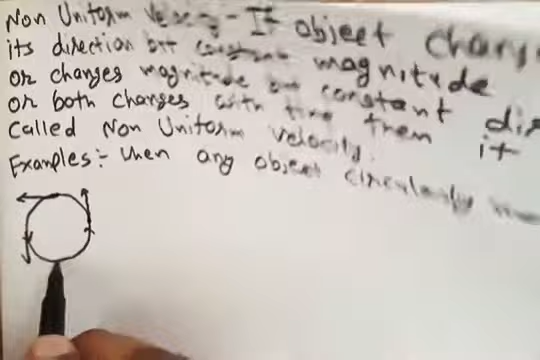 Non Uniform Velocity - If object chang
its direction but constant magnitude
or changes magnitude but constant dir
or both changes with time then it
called Non Uniform velocity.
Examples:- when any object circularly